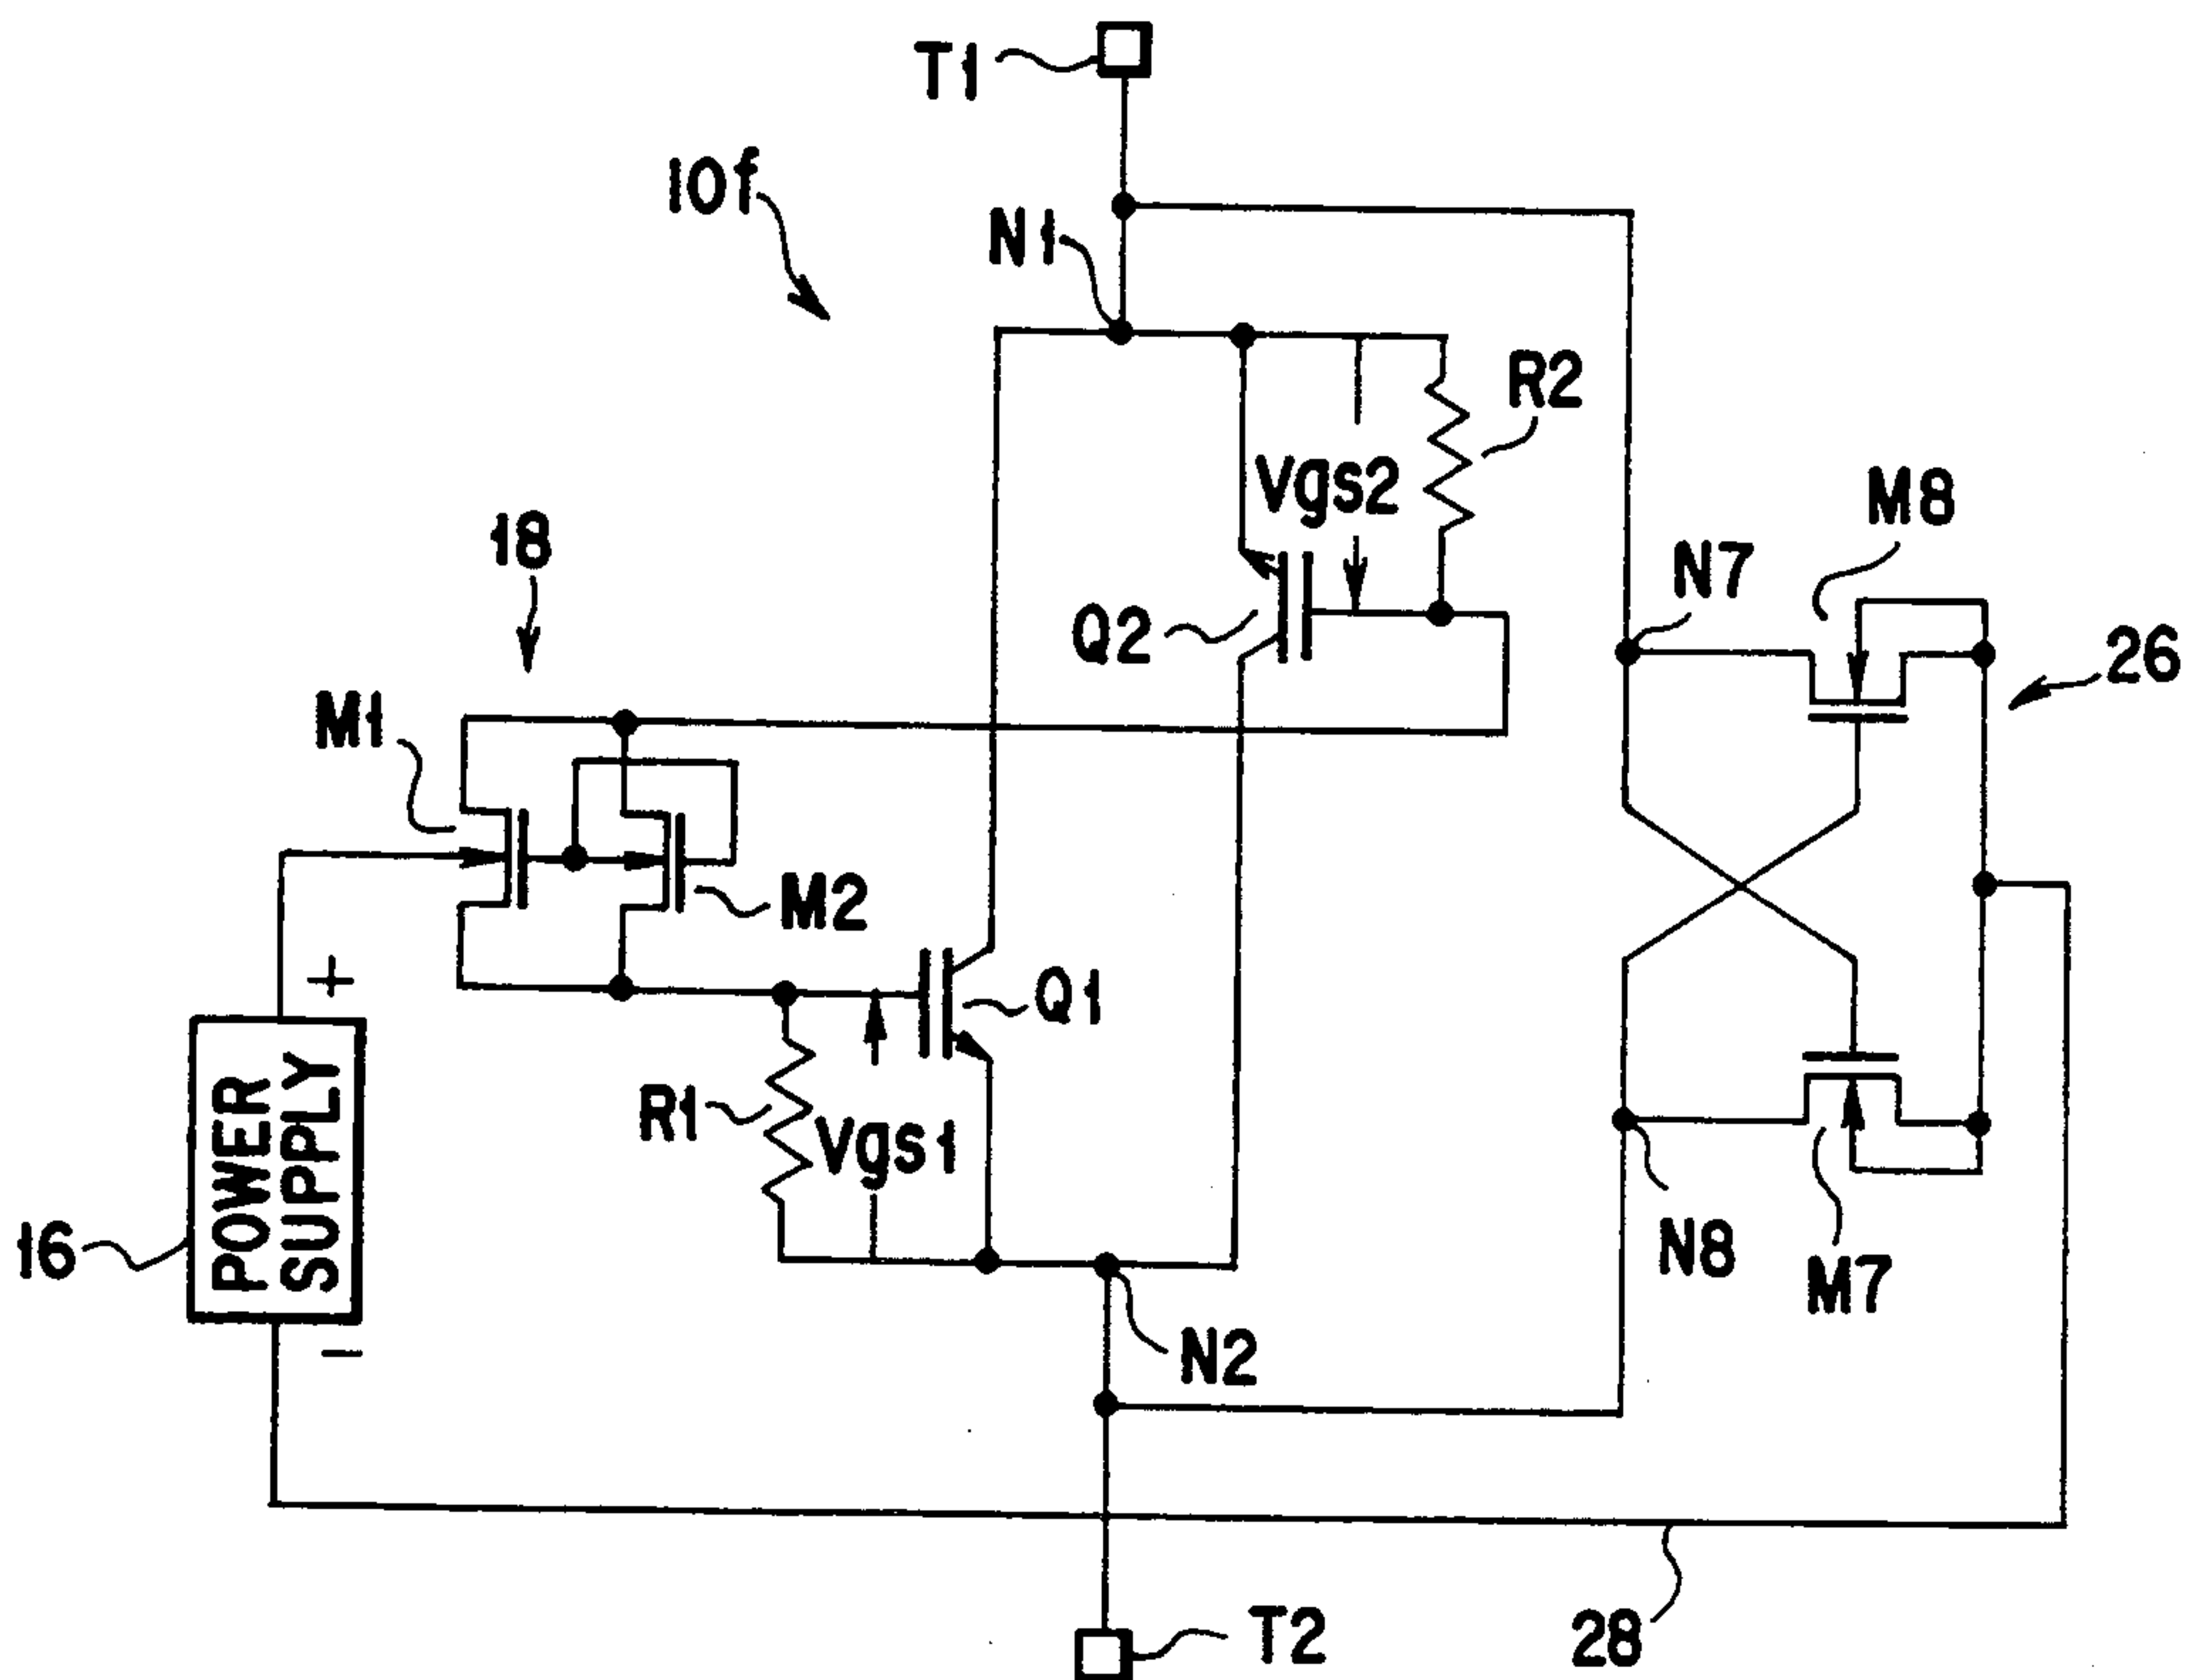 T1
10f
N1
R2
Vgs2
M8
18
N7
Q2
26
M1
M2
+
Q1
R1
Vgs1
POWER
SUPPLY
16
N8
M7
−
N2
T2
28